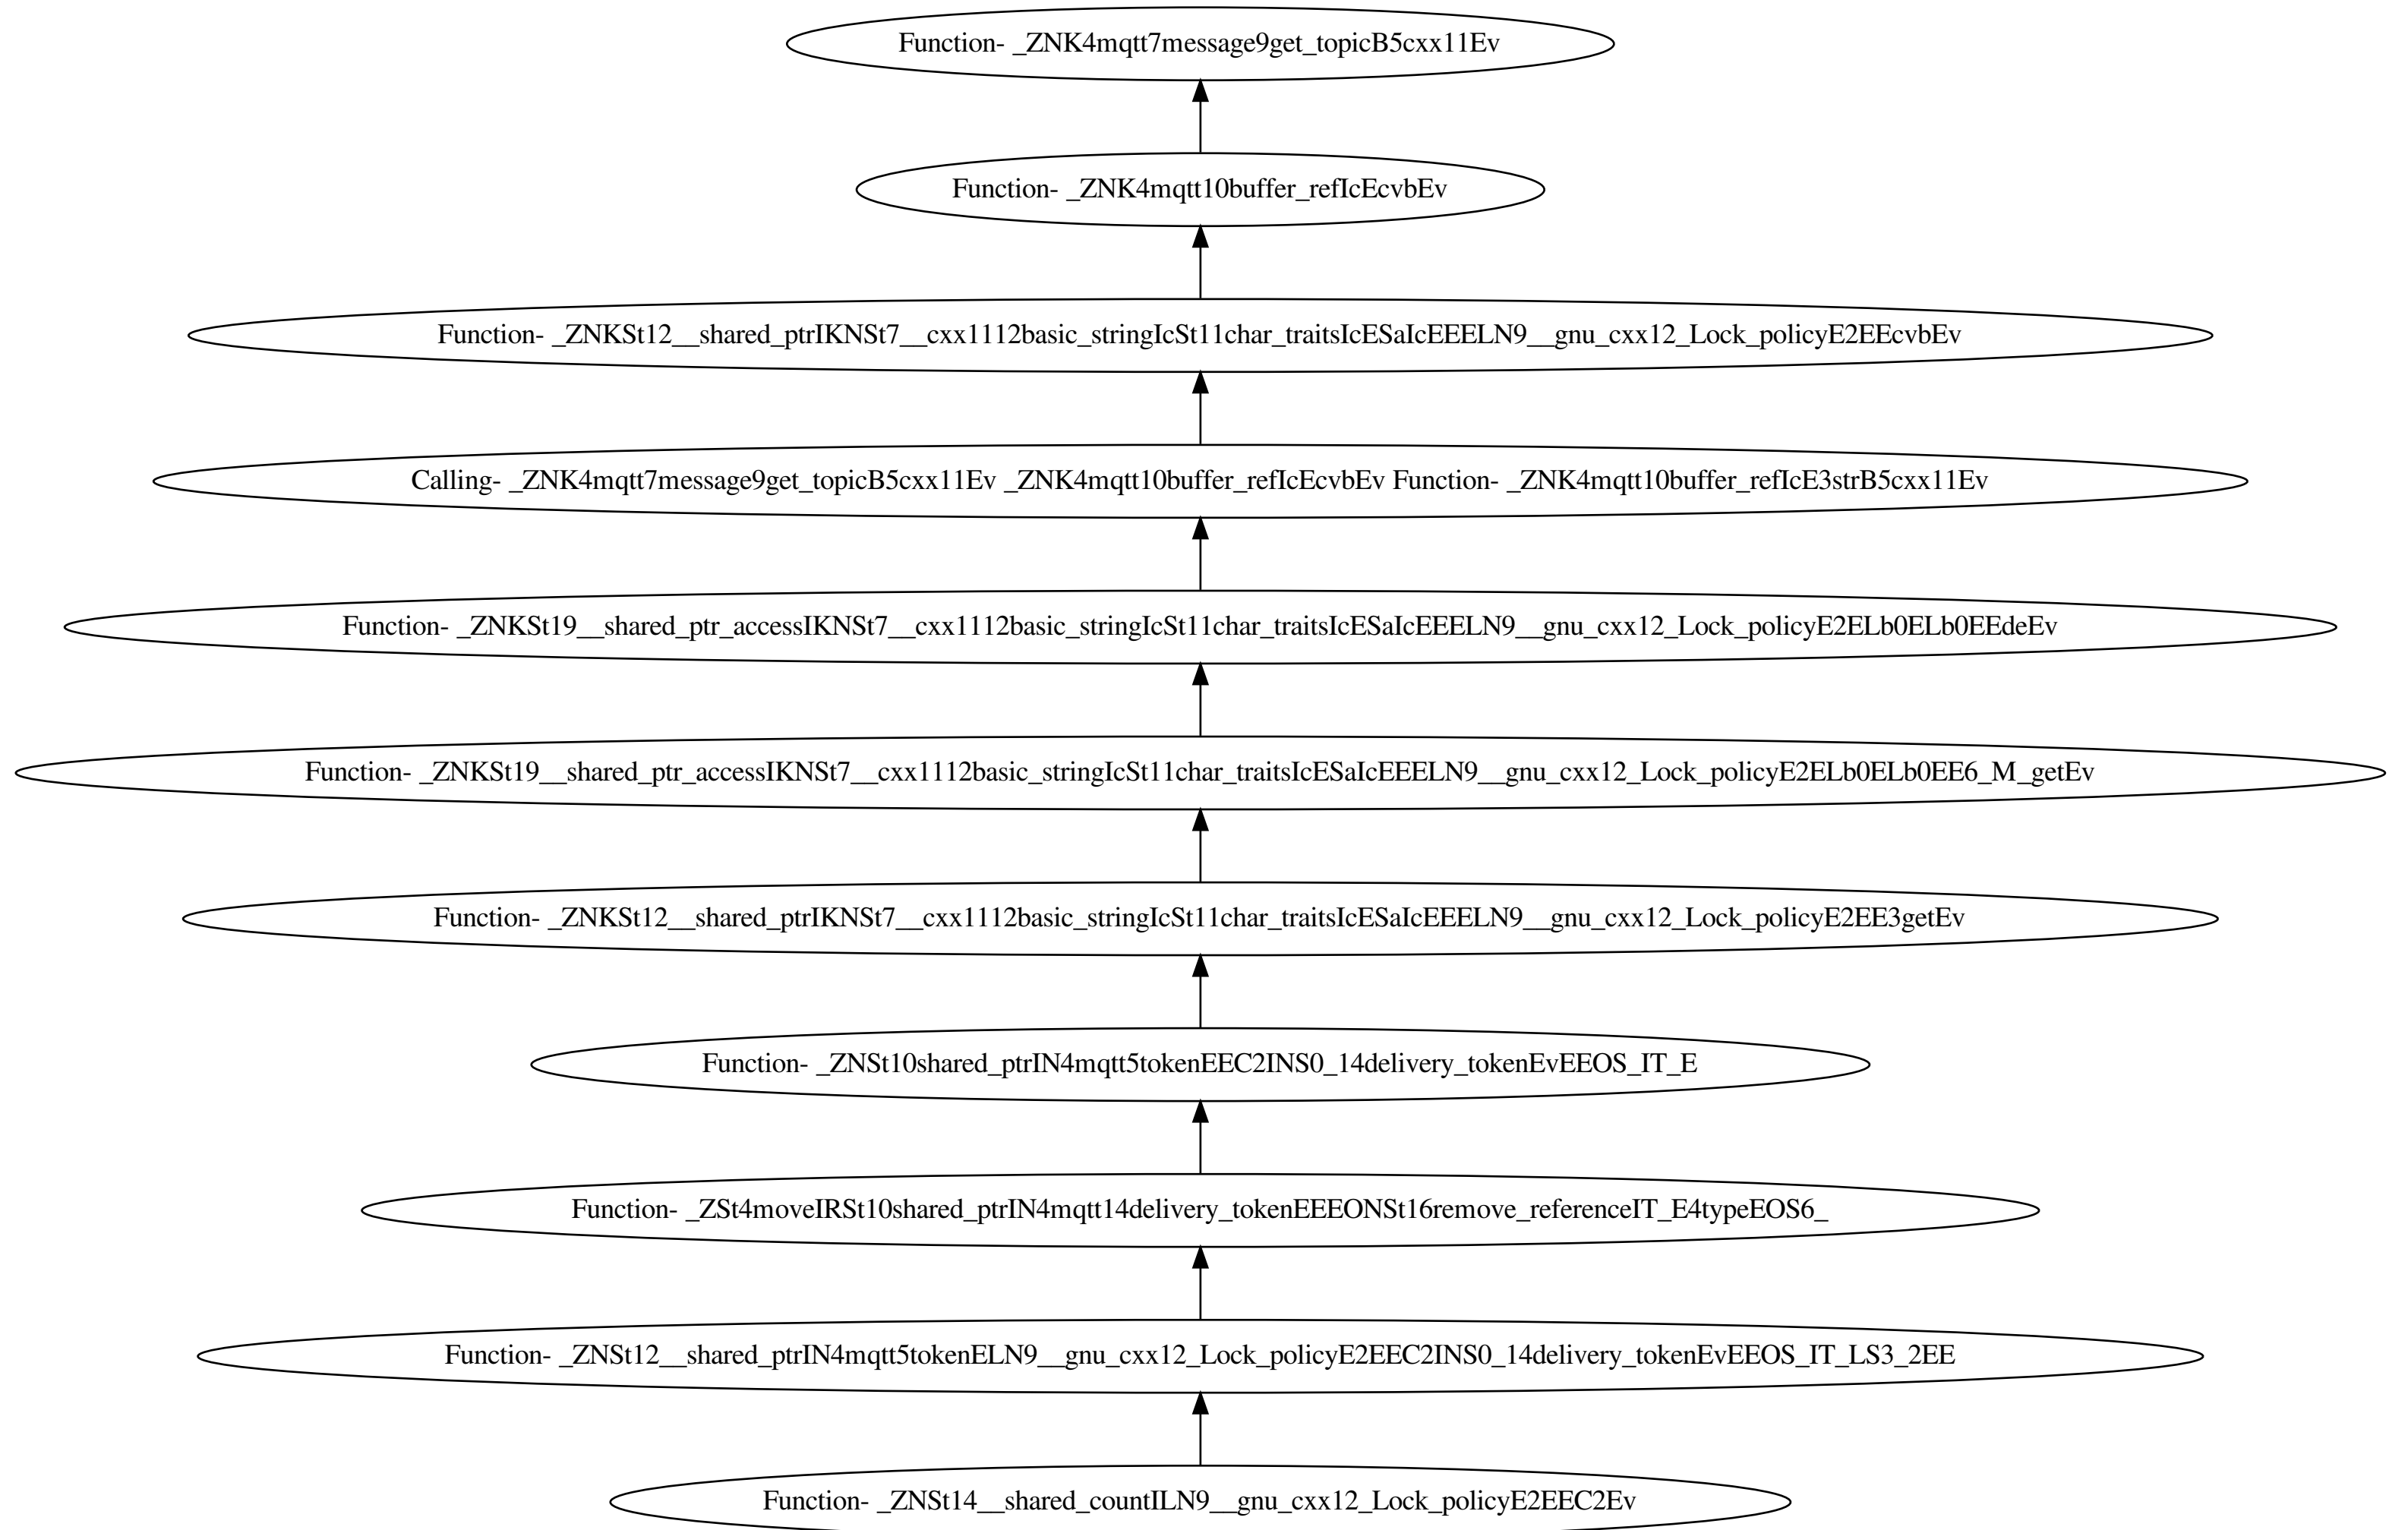 Function- _ZNK4mqtt7message9get_topicB5cxx11Ev
Function- _ZNK4mqtt10buffer_refIcEcvbEv
Function- _ZNKSt12__shared_ptrIKNSt7__cxx1112basic_stringIcSt11char_traitsIcESaIcEEELN9__gnu_cxx12_Lock_policyE2EEcvbEv
Calling- _ZNK4mqtt7message9get_topicB5cxx11Ev _ZNK4mqtt10buffer_refIcEcvbEv Function- _ZNK4mqtt10buffer_refIcE3strB5cxx11Ev
Function- _ZNKSt19__shared_ptr_accessIKNSt7__cxx1112basic_stringIcSt11char_traitsIcESaIcEEELN9__gnu_cxx12_Lock_policyE2ELb0ELb0EEdeEv
Function- _ZNKSt19__shared_ptr_accessIKNSt7__cxx1112basic_stringIcSt11char_traitsIcESaIcEEELN9__gnu_cxx12_Lock_policyE2ELb0ELb0EE6_M_getEv
Function- _ZNKSt12__shared_ptrIKNSt7__cxx1112basic_stringIcSt11char_traitsIcESaIcEEELN9__gnu_cxx12_Lock_policyE2EE3getEv
Function- _ZNSt10shared_ptrIN4mqtt5tokenEEC2INS0_14delivery_tokenEvEEOS_IT_E
Function- _ZSt4moveIRSt10shared_ptrIN4mqtt14delivery_tokenEEEONSt16remove_referenceIT_E4typeEOS6_
Function- _ZNSt12__shared_ptrIN4mqtt5tokenELN9__gnu_cxx12_Lock_policyE2EEC2INS0_14delivery_tokenEvEEOS_IT_LS3_2EE
Function- _ZNSt14__shared_countILN9__gnu_cxx12_Lock_policyE2EEC2Ev